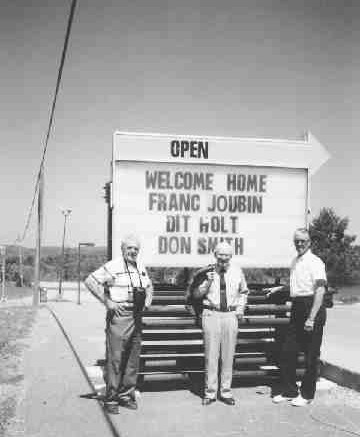 OPEN
WELCOME HOME
FRANC JOUBIN
DIT HOLT
DON SMITH